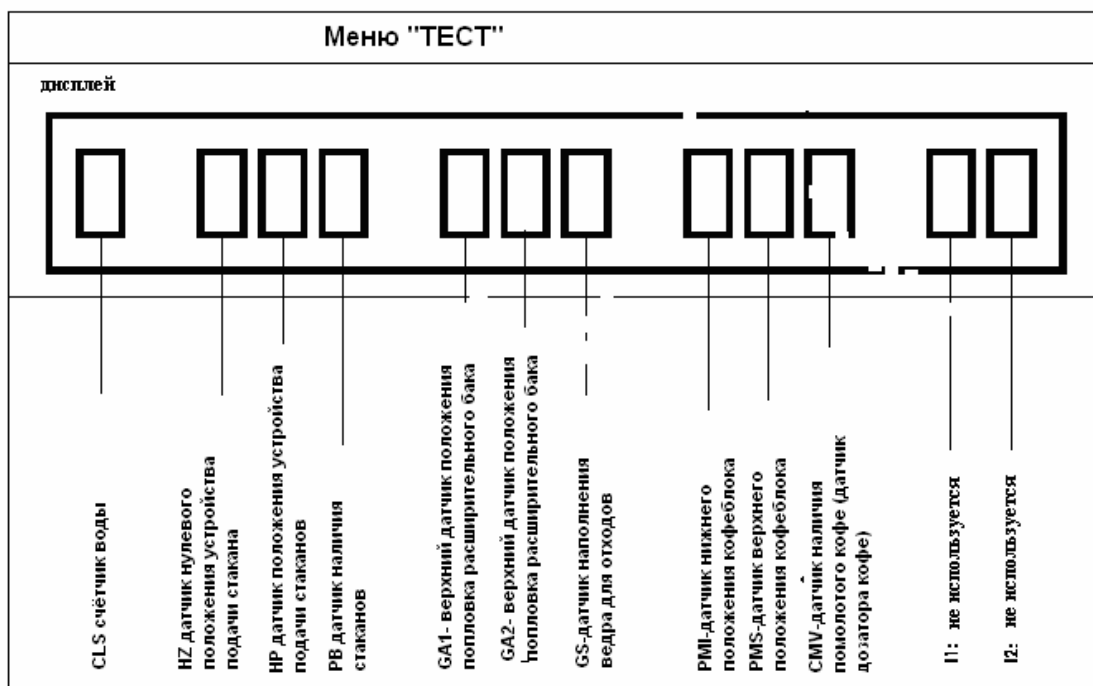 Меню "ТЕСТ"
дисплей
CLS счётчик воды
HZ датчик нулевого
положения устройства
подачи стакана
HP датчик положения устройства
подачи стаканов
PB датчик наличия
стаканов
GA1- верхний датчик положения
попловка расширительного бака
GA2- верхний датчик положения
попловка расширительного бака
GS-датчик наполнения
ведра для отходов
PMI-датчик нижнего
положения кофеблока
PMS-датчик верхнего
положения кофеблока
CMV-датчик наличия
помолотого кофе (датчик
дозатора кофе)
I1: не используется
I2: не используется